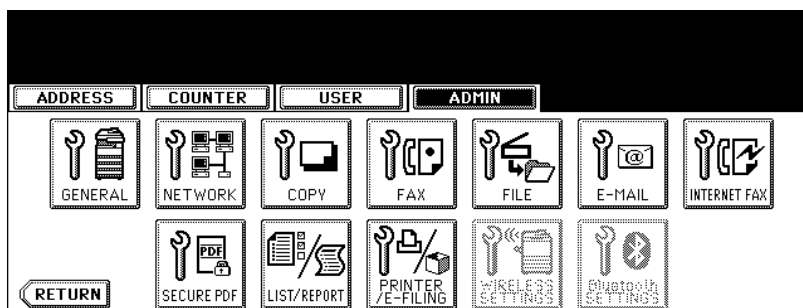 ADDRESS COUNTER USER ADMIN
GENERAL NETWORK COPY FAX FILE E-MAIL INTERNET FAX
@
PDF
SECURE PDF LIST/REPORT PRINTER
/E-FILING WIRELESS
SETTINGS Bluetooth
SETTINGS
RETURN